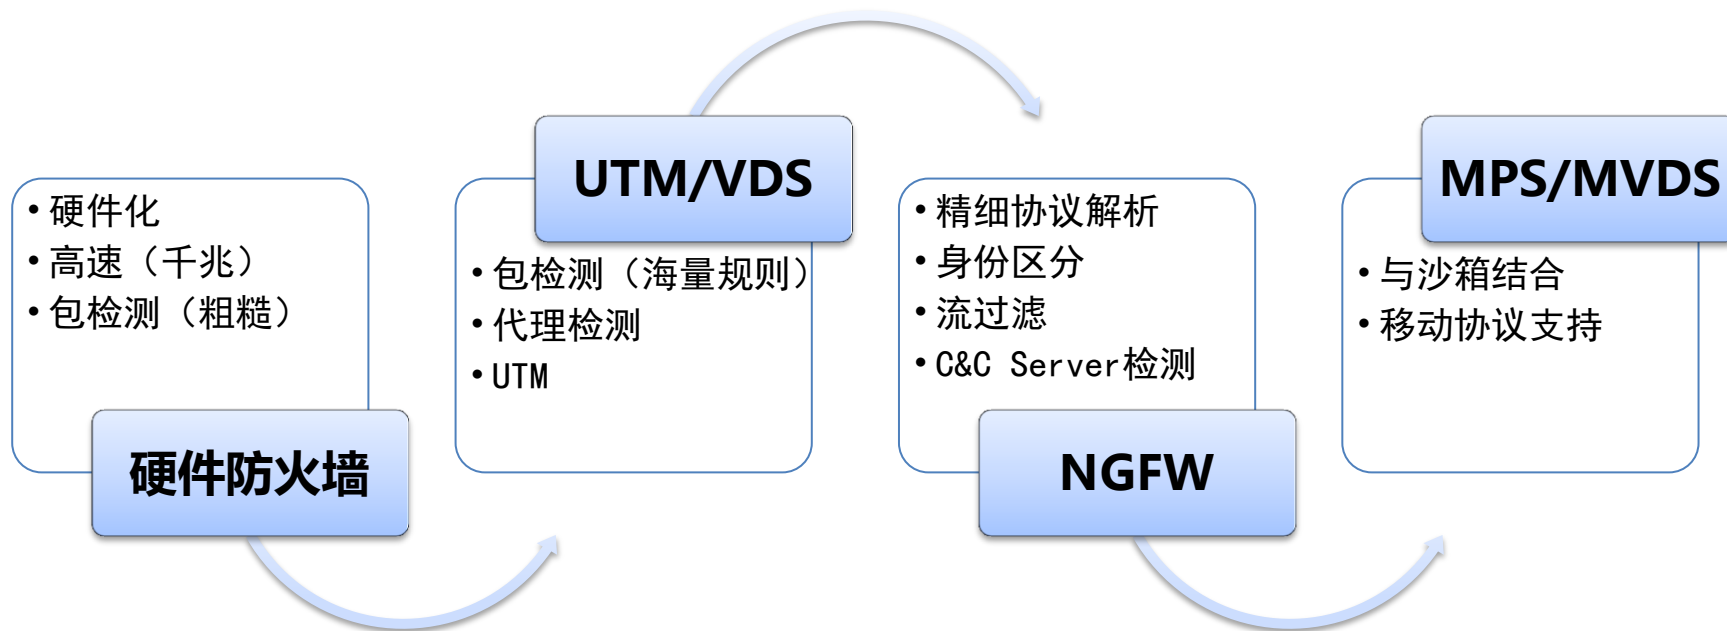 • 硬件化
• 高速（千兆）
• 包检测（粗糙）
硬件防火墙
UTM/VDS
• 包检测（海量规则）
• 代理检测
• UTM
• 精细协议解析
• 身份区分
• 流过滤
• C&C Server检测
NGFW
MPS/MVDS
• 与沙箱结合
• 移动协议支持